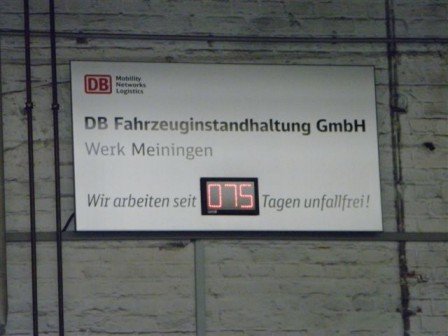 DB
Mobility
Networks
Logistics
DB Fahrzeuginstandhaltung GmbH
Werk Meiningen
Wir arbeiten seit 075 Tagen unfallfrei!